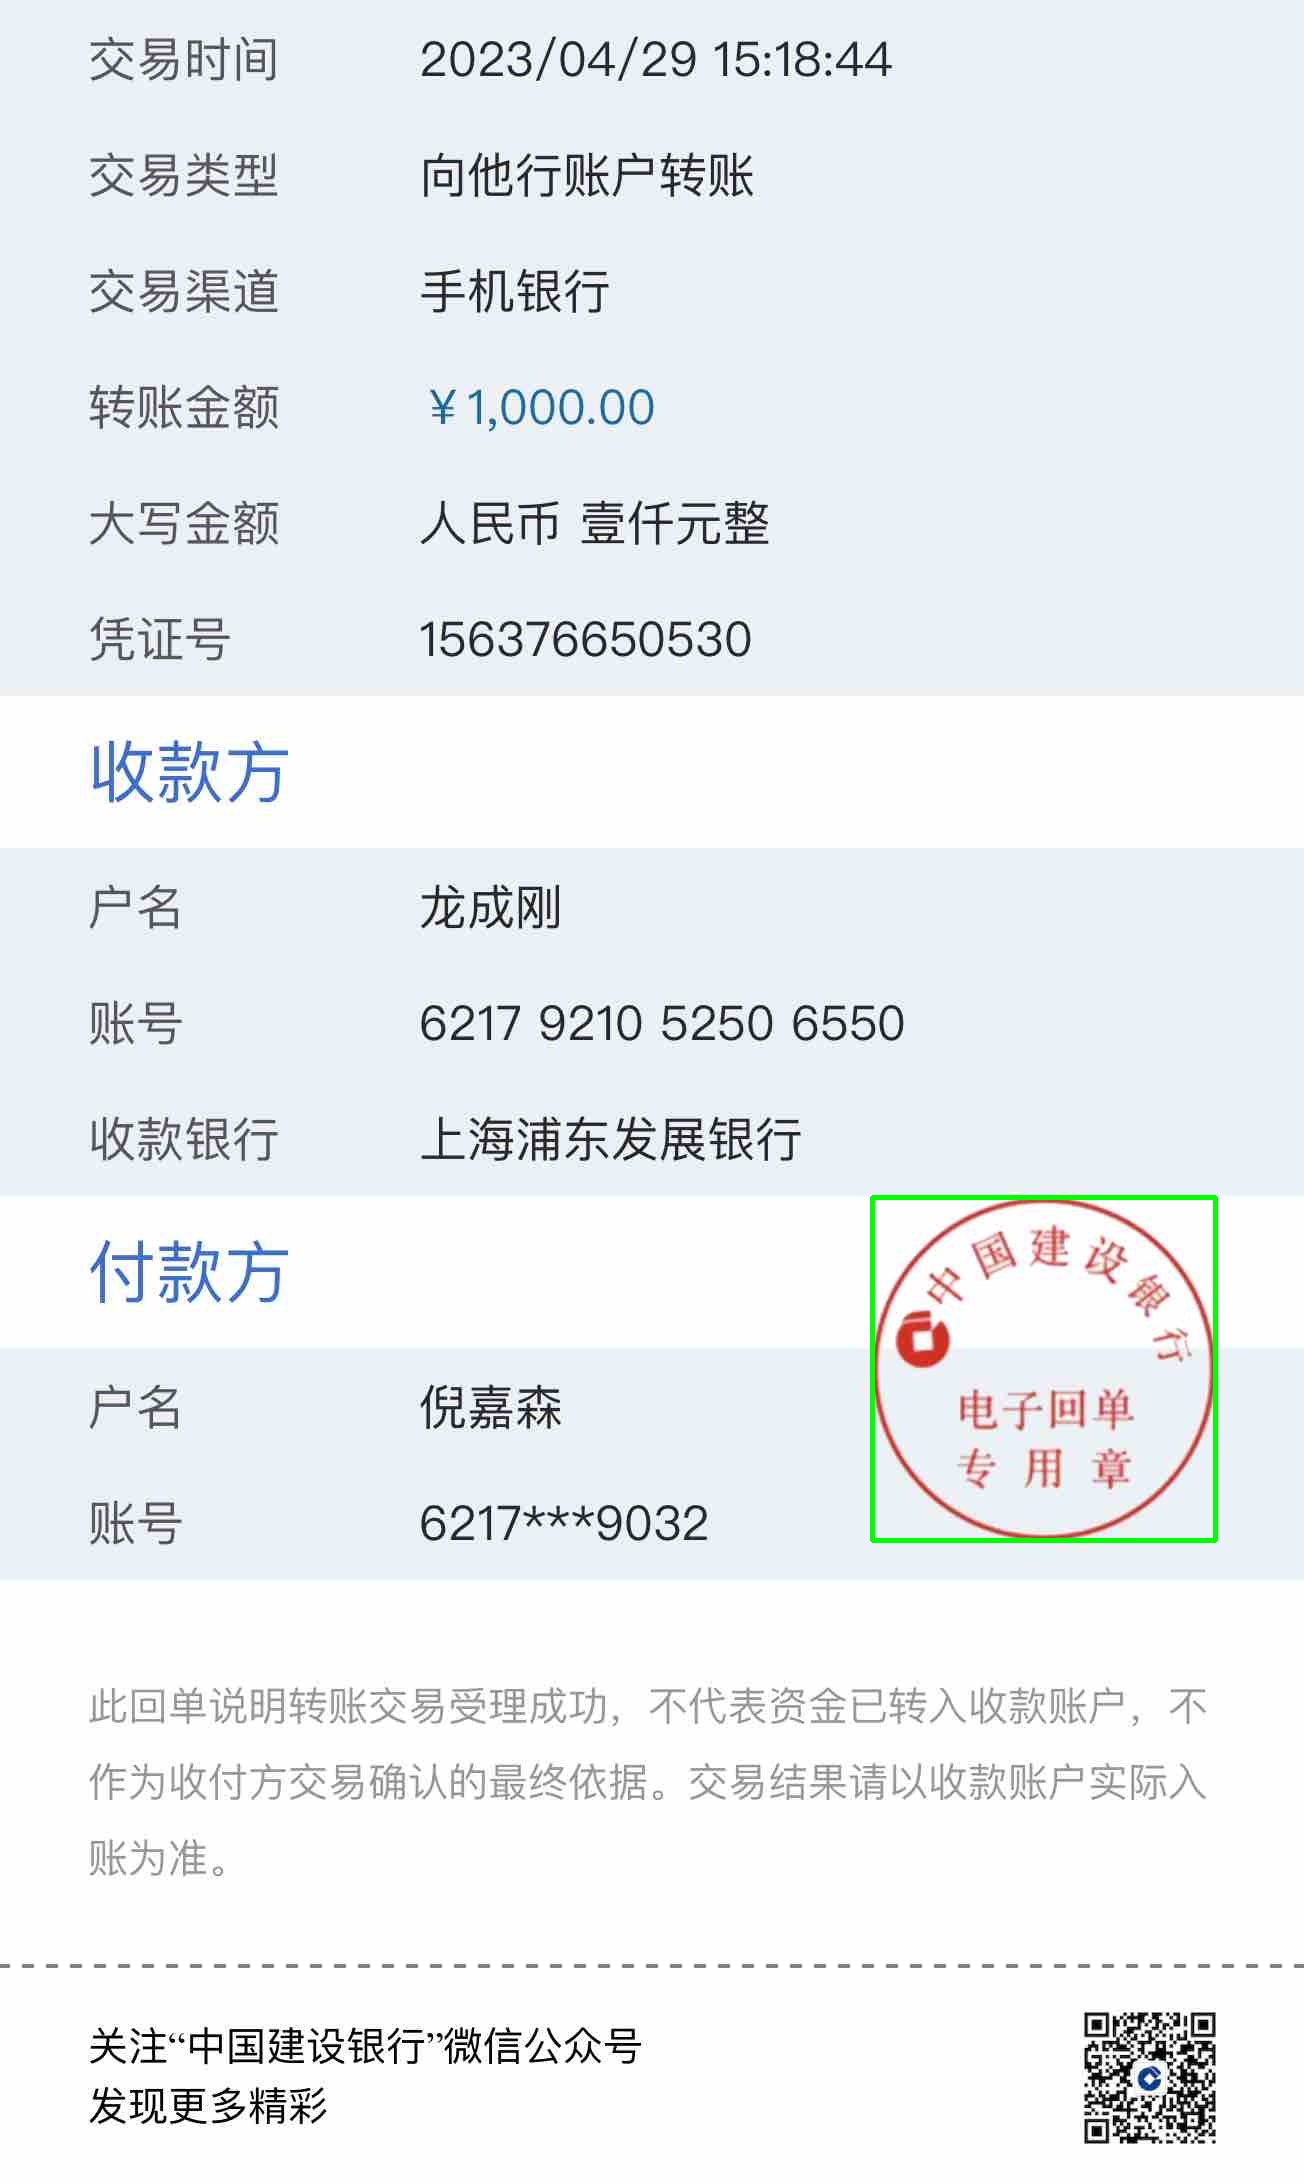 交易时间 2023/04/29 15:18:44
交易类型 向他行账户转账
交易渠道 手机银行
转账金额 ￥1,000.00
大写金额 人民币 壹仟元整
凭证号 156376650530
收款方
户名 龙成刚
账号 6217 9210 5250 6550
收款银行 上海浦东发展银行
付款方
中国建设银行
电子回单
专用章
户名 倪嘉森
账号 6217***9032
此回单说明转账交易受理成功，不代表资金已转入收款账户，不
作为收付方交易确认的最终依据。交易结果请以收款账户实际入
账为准。
关注“中国建设银行”微信公众号
发现更多精彩